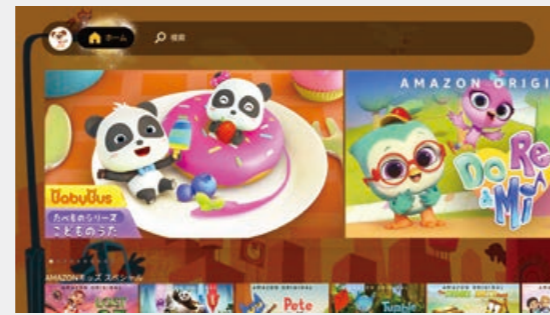 ホーム
検索
AMAZON ORIGI
BabyBus
たべものシリーズ
こどものうた
Do, Re
& Mi
AMAZONキッズ スペシャル
Pete
Tumble